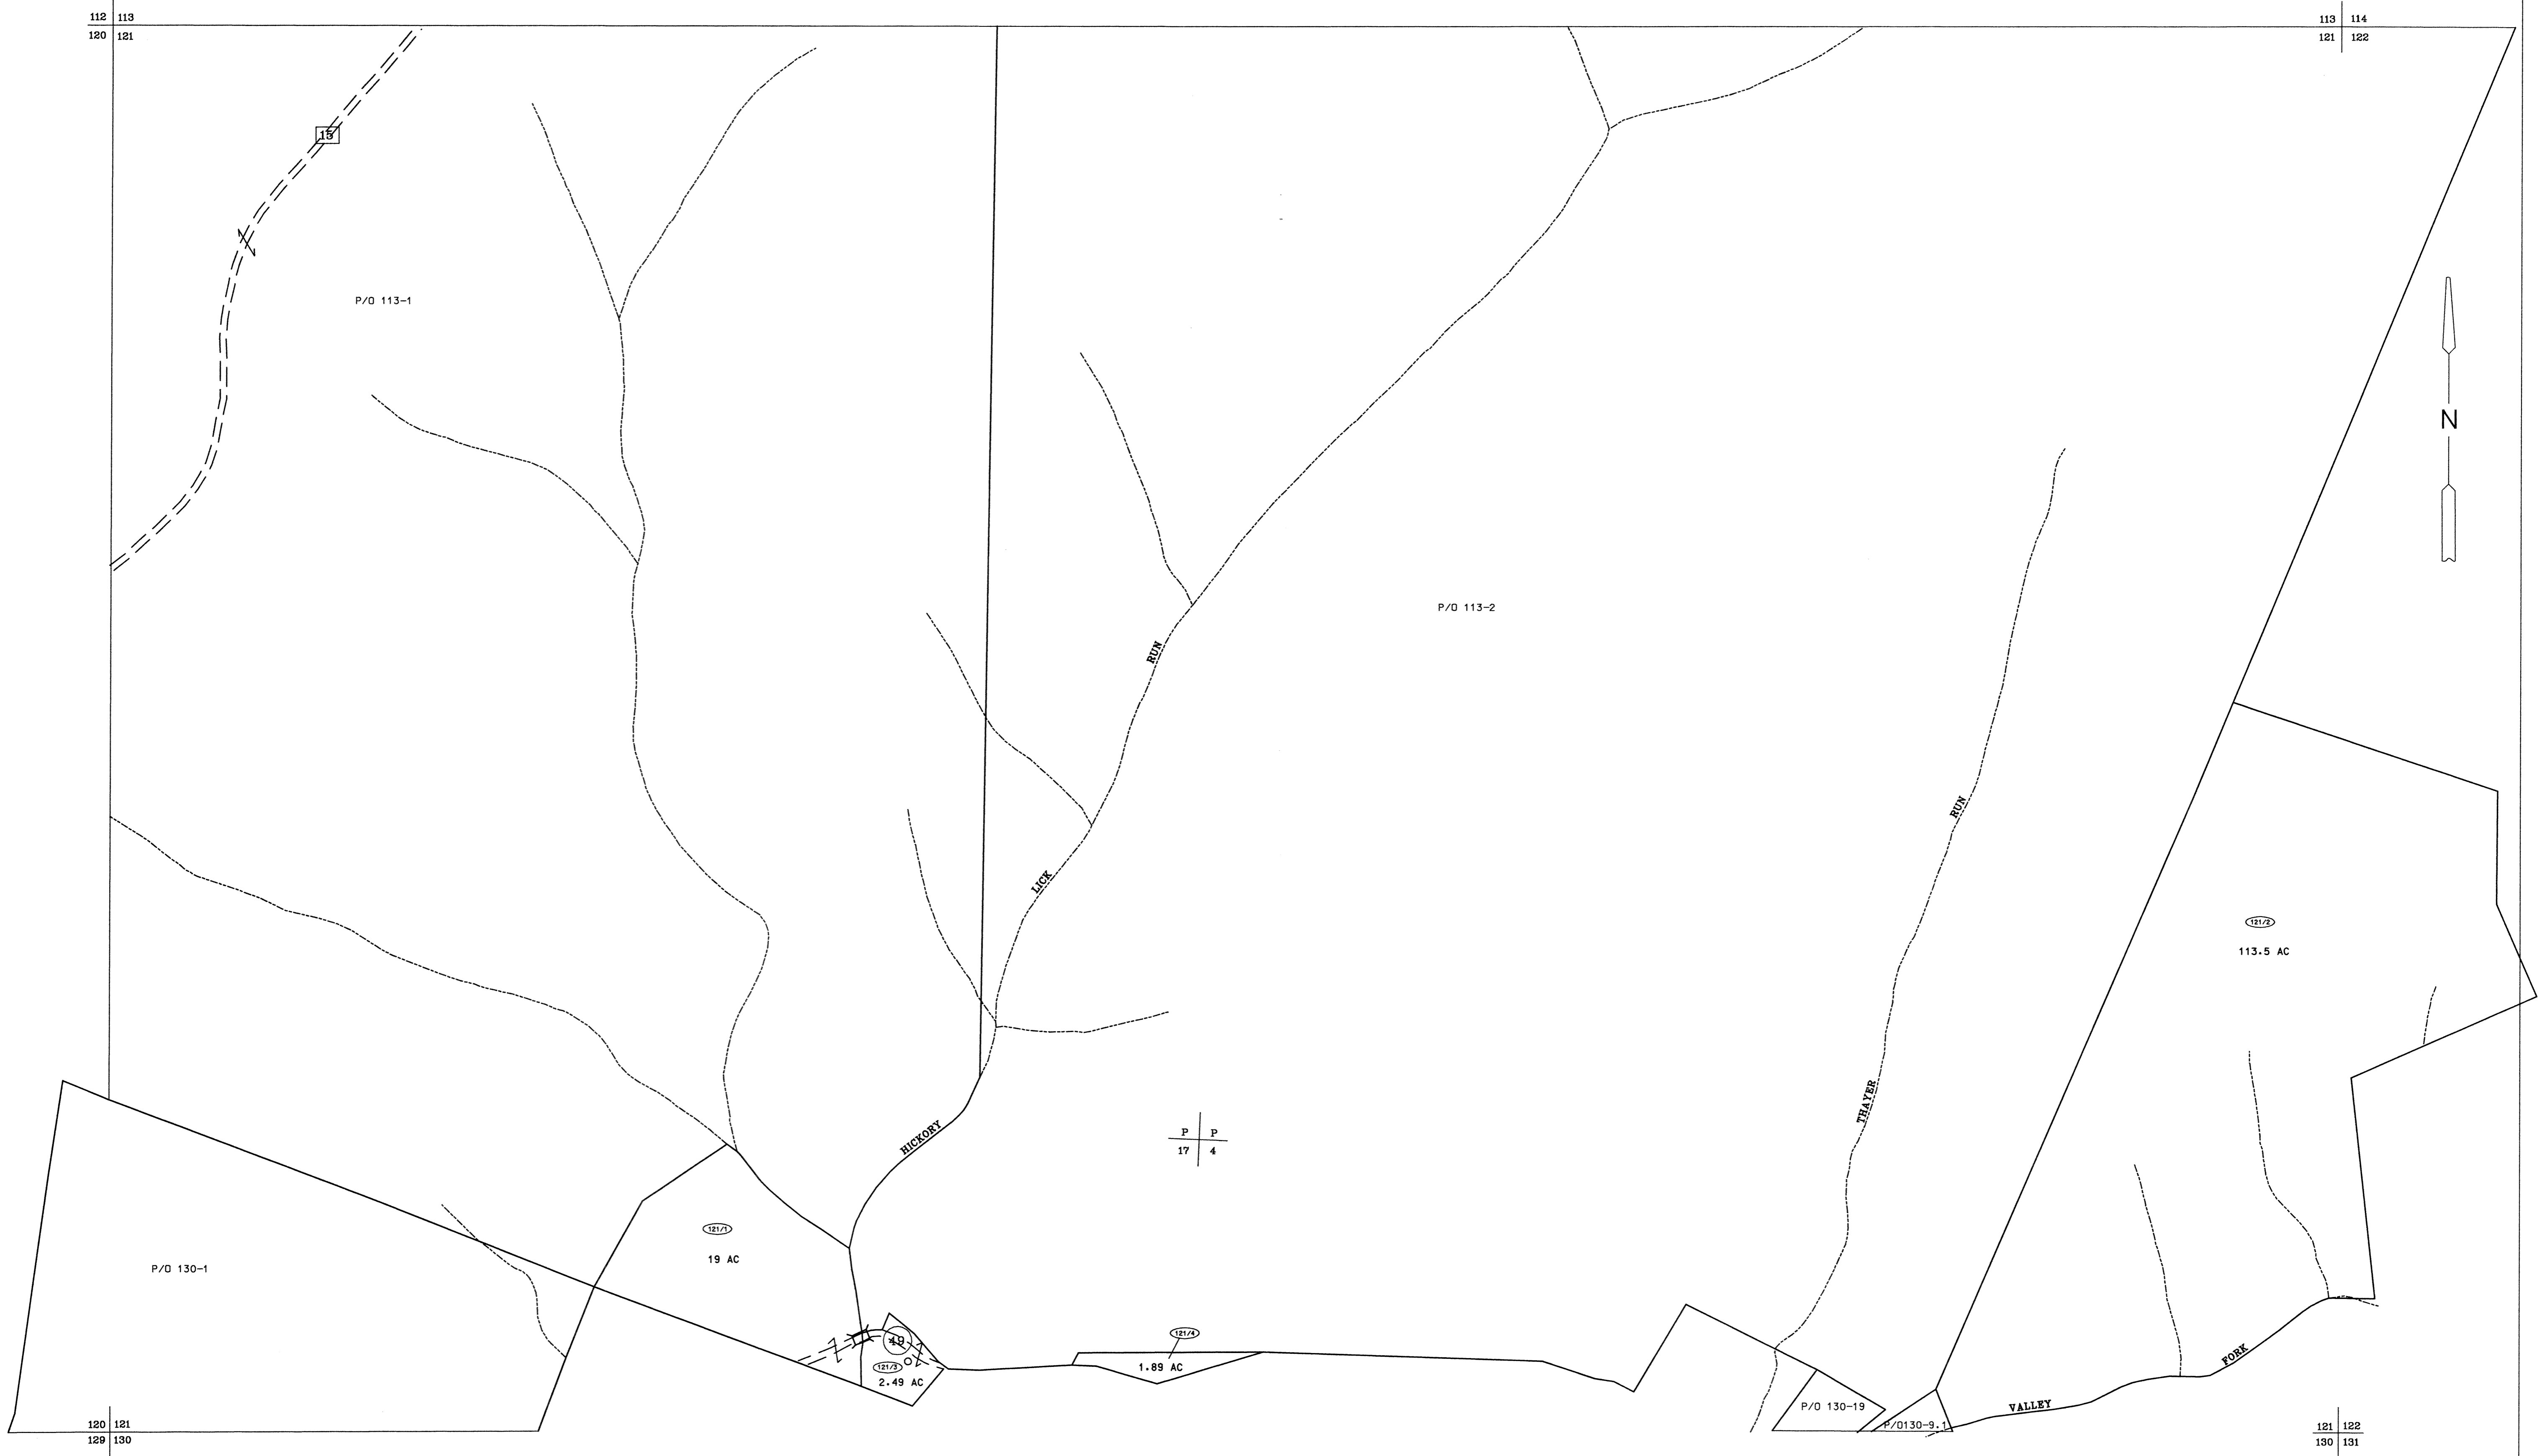 112 113
120 121
113 114
121 122
15
P/O 113-1
N
P/O 113-2
RUN
LICK
HICKORY
RUN
THAYER
121/2
113.5 AC
P P
17 4
121/1
19 AC
P/O 130-1
49
121/3
2.49 AC
121/4
1.89 AC
P/O 130-19
P/O130-9.1
VALLEY
FORK
120 121
129 130
121 122
130 131